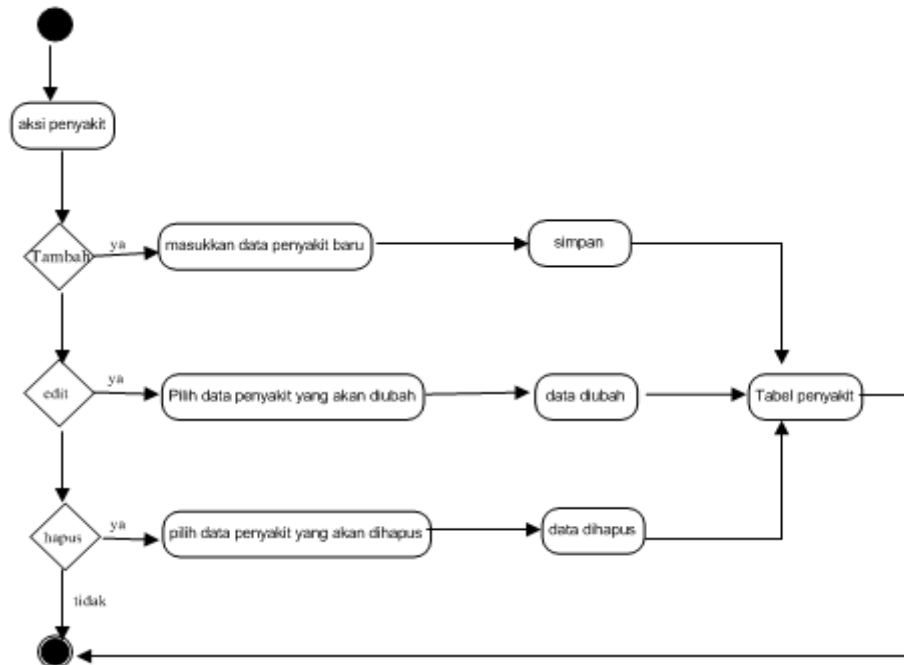 aksi penyakit
Tambah
ya
masukkan data penyakit baru
simpan
edit
ya
Pilih data penyakit yang akan diubah
data diubah
Tabel penyakit
hapus
ya
pilih data penyakit yang akan dihapus
data dihapus
tidak